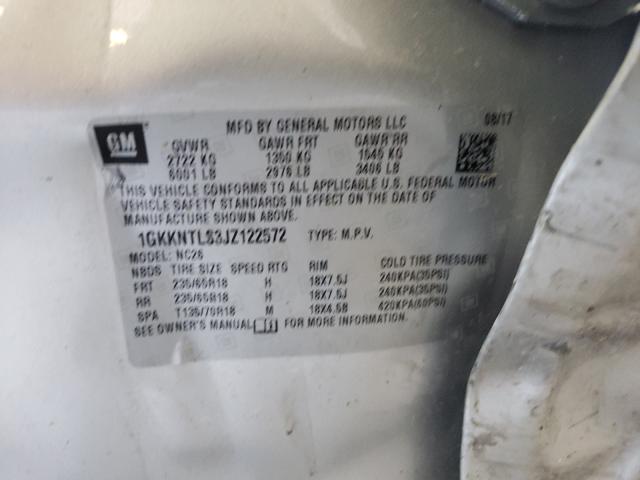 MFD BY GENERAL MOTORS LLC 08/17
GM
GVWR GAWR FRT GAWR RR
2722 KG 1350 KG 1545 KG
6001 LB 2976 LB 3406 LB
THIS VEHICLE CONFORMS TO ALL APPLICABLE U.S. FEDERAL MOTOR
VEHICLE SAFETY STANDARDS IN EFFECT ON THE DATE OF
MANUFACTURE SHOWN ABOVE.
1GKKNTLS3JZ122572 TYPE: M.P.V.
MODEL: NC26
NBDS TIRE SIZE SPEED RTG RIM COLD TIRE PRESSURE
FRT 235/65R18 H 18X7.5J 240KPA(35PSI)
RR 235/65R18 H 18X7.5J 240KPA(35PSI)
SPA T135/70R18 M 18X4.5B 420KPA(60PSI)
SEE OWNER'S MANUAL FOR MORE INFORMATION.